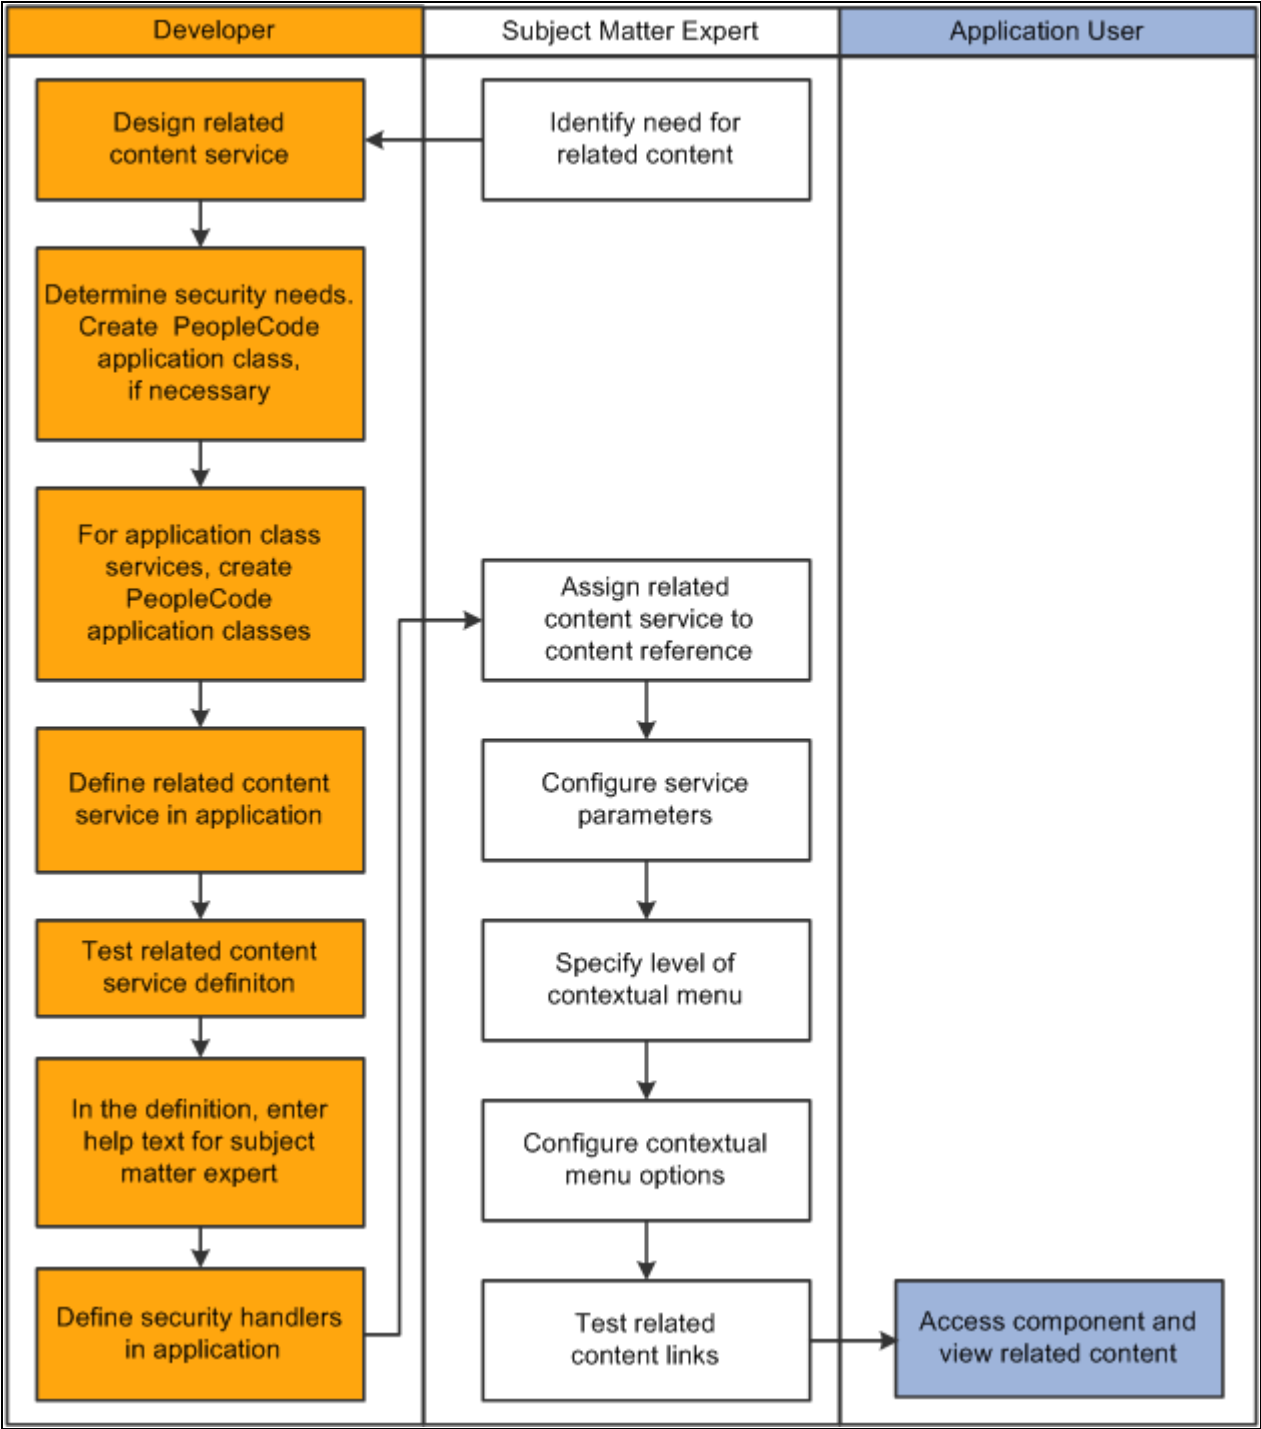 Developer
Subject Matter Expert
Application User
Design related
content service
Identify need for
related content
Determine security needs.
Create PeopleCode
application class,
if necessary
For application class
services, create
PeopleCode
application classes
Assign related
content service to
content reference
Define related content
service in application
Configure service
parameters
Test related content
service definiton
Specify level of
contextual menu
In the definition, enter
help text for subject
matter expert
Configure contextual
menu options
Define security handlers
in application
Test related
content links
Access component and
view related content